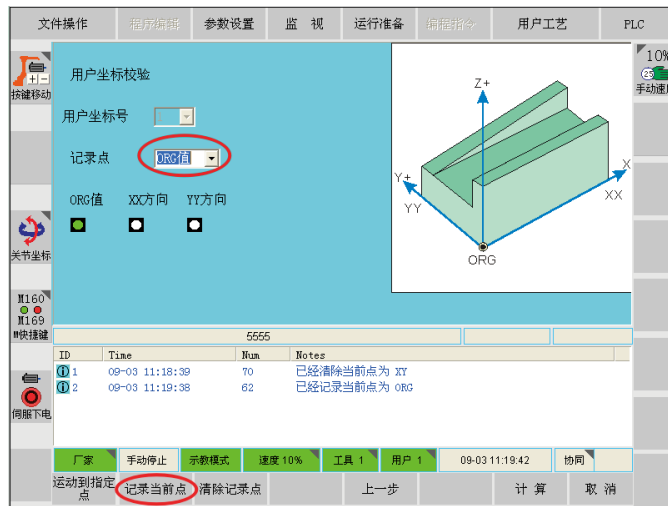 文件操作 程序编辑 参数设置 监 视 运行准备 编程指令 用户工艺 PLC
按键移动
10%
手动速度
用户坐标校验
用户坐标号 1
记录点 ORG值
ORG值 XX方向 YY方向
Z+
Y+
YY
X
XX
ORG
关节坐标
M160
M169
M快捷键
伺服下电
5555
ID Time Num Notes
1 09-03 11:18:39 70 已经清除当前点为 XY
2 09-03 11:19:38 62 已经记录当前点为 ORG
厂家 手动停止 示教模式 速度 10% 工具 1 用户 1 09-03 11:19:42 协同
运动到指定点 记录当前点 清除记录点 上一步 计 算 取 消